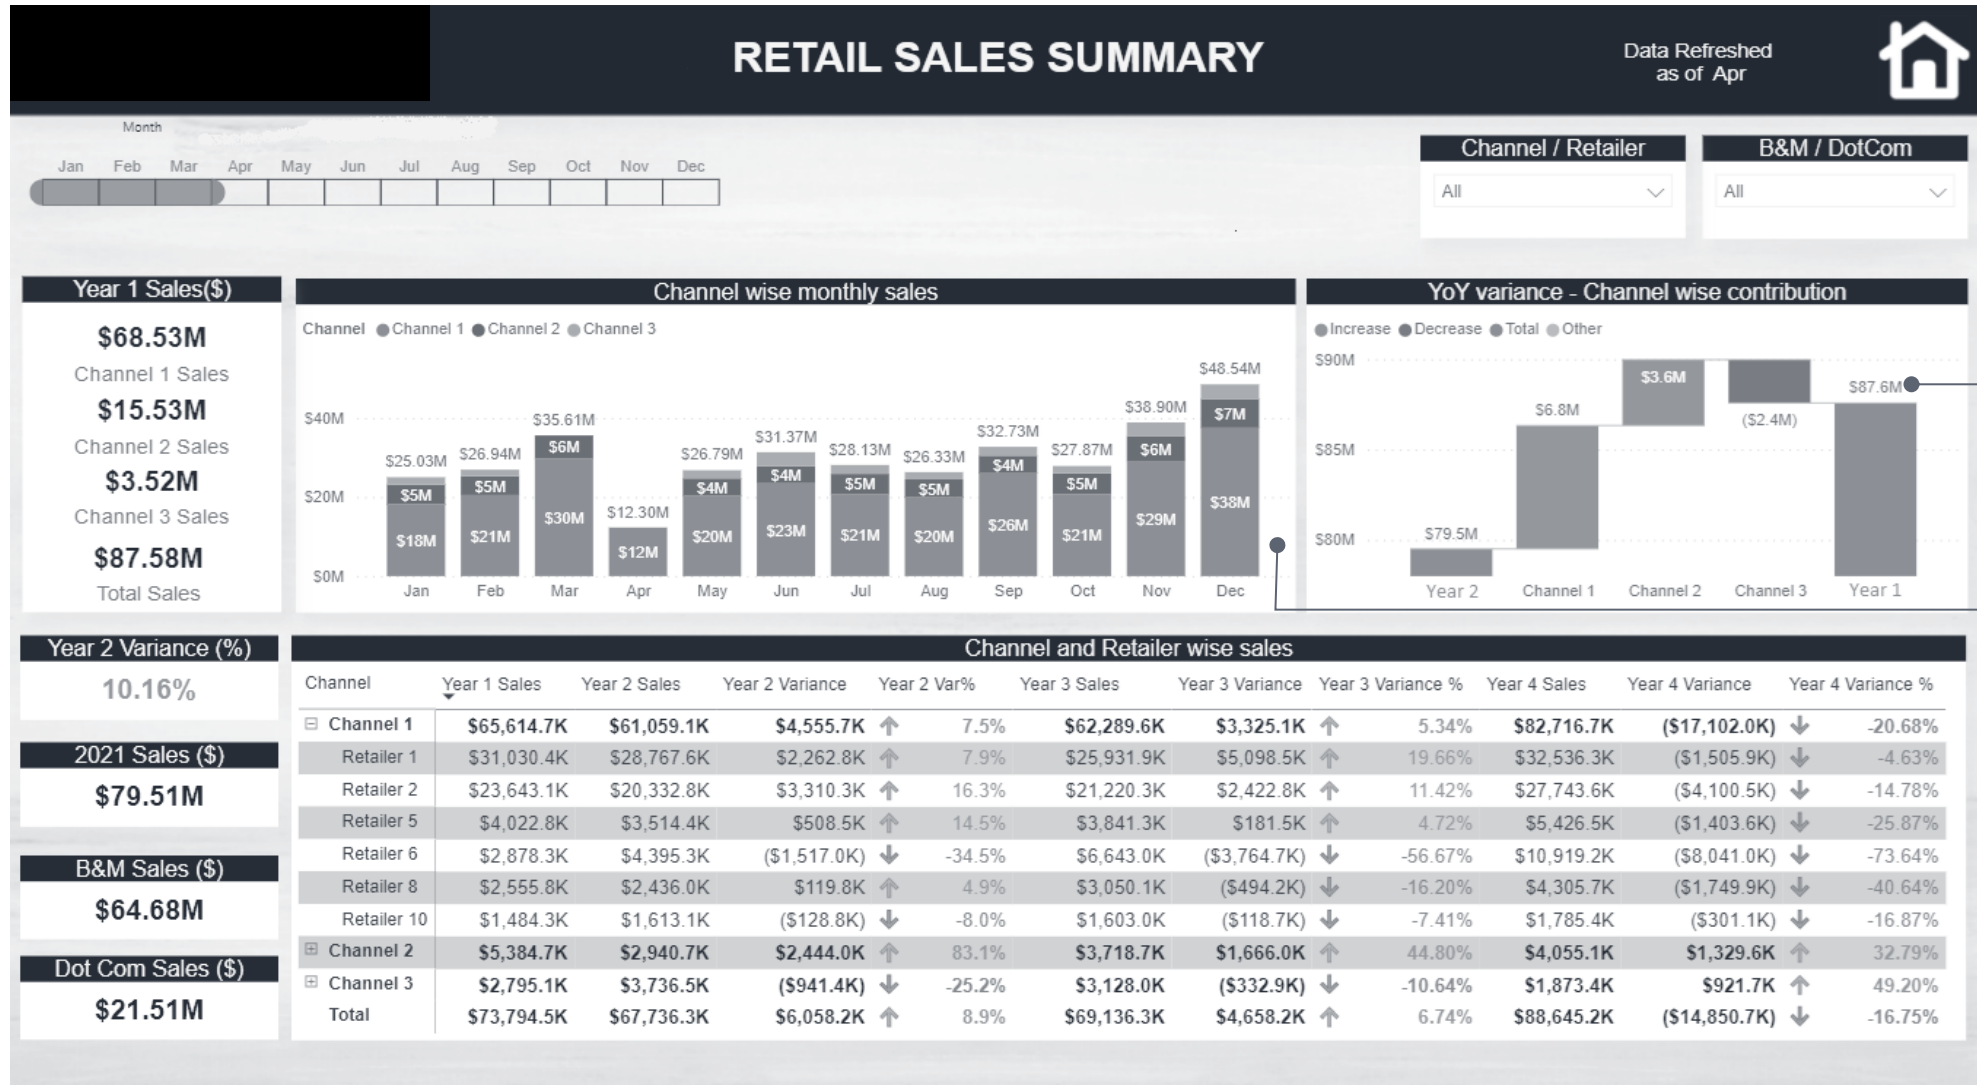 RETAIL SALES SUMMARY
Data Refreshed
as of Apr
Month
Jan Feb Mar Apr May Jun Jul Aug Sep Oct Nov Dec
Channel / Retailer
All
B&M / DotCom
All
Year 1 Sales($)
$68.53M
Channel 1 Sales
$15.53M
Channel 2 Sales
$3.52M
Channel 3 Sales
$87.58M
Total Sales
Channel wise monthly sales
Channel Channel 1 Channel 2 Channel 3
$40M
$20M
$0M
$25.03M $26.94M $35.61M $12.30M $26.79M $31.37M $28.13M $26.33M $32.73M $27.87M $38.90M $48.54M
$5M $5M $6M $4M $4M $5M $5M $4M $5M $6M $7M
$18M $21M $30M $12M $20M $23M $21M $20M $26M $21M $29M $38M
Jan Feb Mar Apr May Jun Jul Aug Sep Oct Nov Dec
YoY variance - Channel wise contribution
Increase Decrease Total Other
$90M
$85M
$80M
$79.5M $6.8M $3.6M ($2.4M) $87.6M
Year 2 Channel 1 Channel 2 Channel 3 Year 1
Year 2 Variance (%)
10.16%
2021 Sales ($)
$79.51M
B&M Sales ($)
$64.68M
Dot Com Sales ($)
$21.51M
Channel and Retailer wise sales
Channel Year 1 Sales Year 2 Sales Year 2 Variance Year 2 Var% Year 3 Sales Year 3 Variance Year 3 Variance % Year 4 Sales Year 4 Variance Year 4 Variance %
Channel 1 $65,614.7K $61,059.1K $4,555.7K 7.5% $62,289.6K $3,325.1K 5.34% $82,716.7K ($17,102.0K) -20.68%
Retailer 1 $31,030.4K $28,767.6K $2,262.8K 7.9% $25,931.9K $5,098.5K 19.66% $32,536.3K ($1,505.9K) -4.63%
Retailer 2 $23,643.1K $20,332.8K $3,310.3K 16.3% $21,220.3K $2,422.8K 11.42% $27,743.6K ($4,100.5K) -14.78%
Retailer 5 $4,022.8K $3,514.4K $508.5K 14.5% $3,841.3K $181.5K 4.72% $5,426.5K ($1,403.6K) -25.87%
Retailer 6 $2,878.3K $4,395.3K ($1,517.0K) -34.5% $6,643.0K ($3,764.7K) -56.67% $10,919.2K ($8,041.0K) -73.64%
Retailer 8 $2,555.8K $2,436.0K $119.8K 4.9% $3,050.1K ($494.2K) -16.20% $4,305.7K ($1,749.9K) -40.64%
Retailer 10 $1,484.3K $1,613.1K ($128.8K) -8.0% $1,603.0K ($118.7K) -7.41% $1,785.4K ($301.1K) -16.87%
Channel 2 $5,384.7K $2,940.7K $2,444.0K 83.1% $3,718.7K $1,666.0K 44.80% $4,055.1K $1,329.6K 32.79%
Channel 3 $2,795.1K $3,736.5K ($941.4K) -25.2% $3,128.0K ($332.9K) -10.64% $1,873.4K $921.7K 49.20%
Total $73,794.5K $67,736.3K $6,058.2K 8.9% $69,136.3K $4,658.2K 6.74% $88,645.2K ($14,850.7K) -16.75%